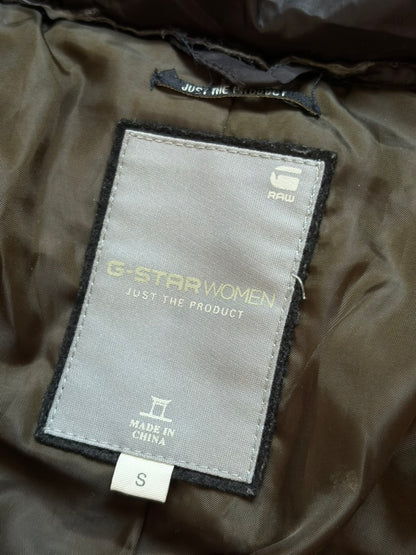 JUST THE PRODUCT
RAW
G-STAR WOMEN
JUST THE PRODUCT
MADE IN
CHINA
S